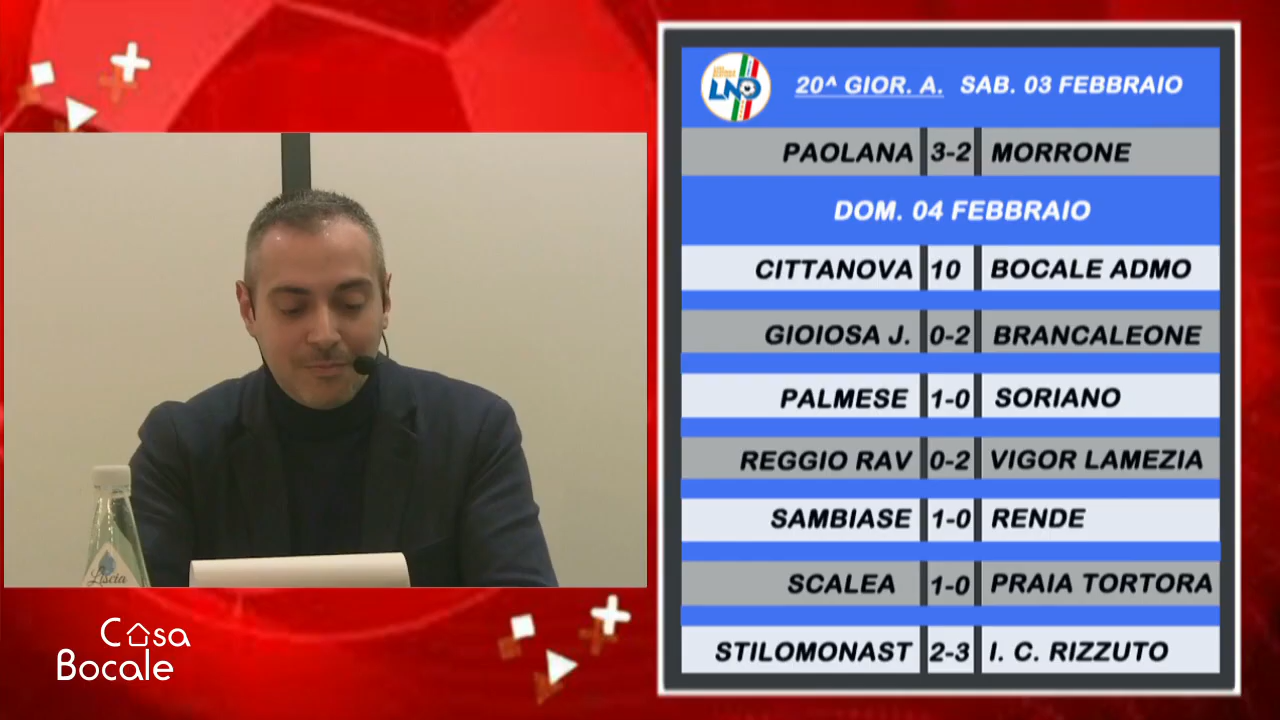 LND
20^ GIOR. A. SAB. 03 FEBBRAIO
PAOLANA 3-2 MORRONE
DOM. 04 FEBBRAIO
CITTANOVA 10 BOCALE ADMO
GIOIOSA J. 0-2 BRANCALEONE
PALMESE 1-0 SORIANO
REGGIO RAV 0-2 VIGOR LAMEZIA
SAMBIASE 1-0 RENDE
SCALEA 1-0 PRAIA TORTORA
STILOMONAST 2-3 I. C. RIZZUTO
Liscia
Casa
Bocale